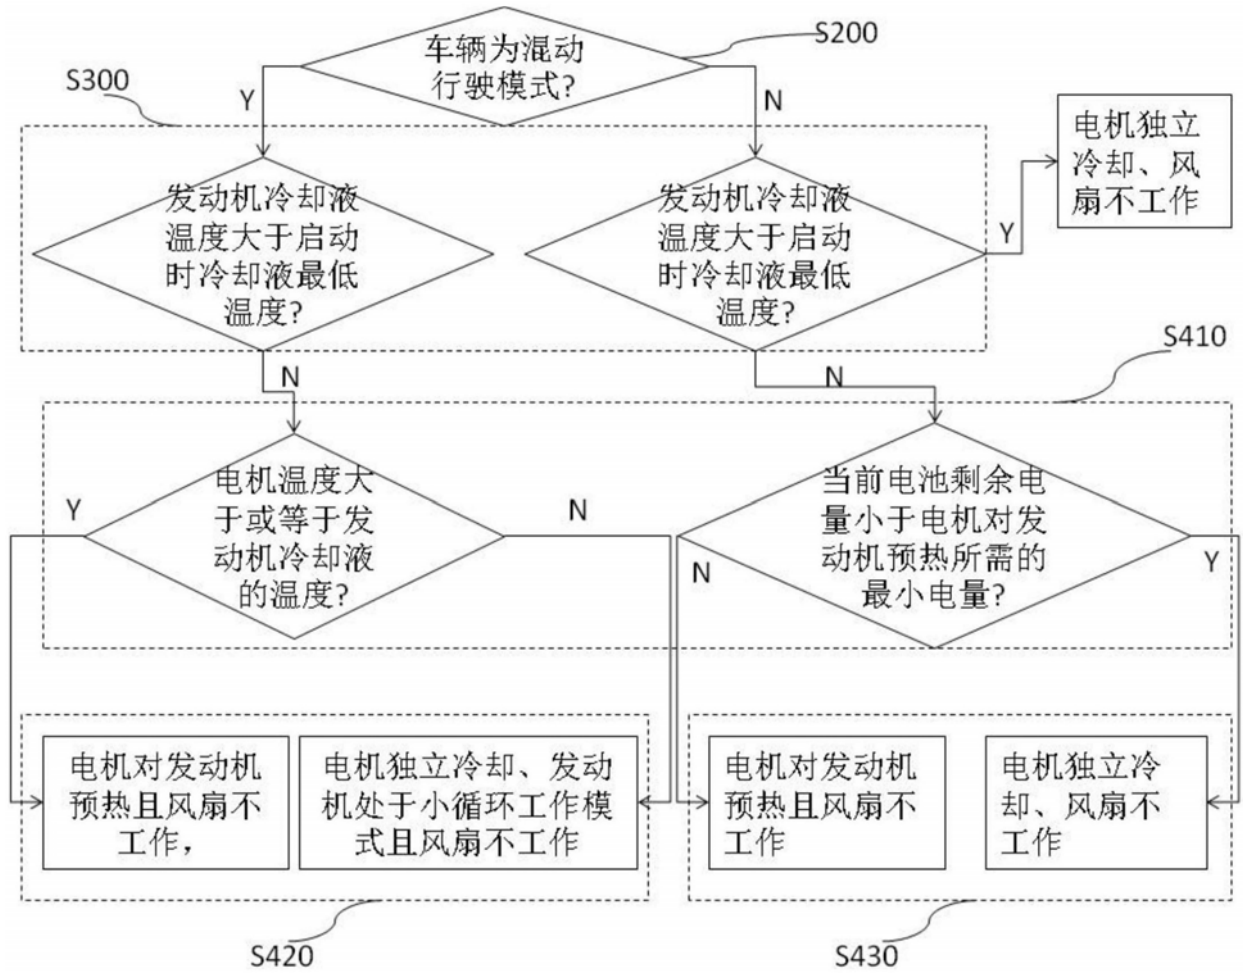 车辆为混动
行驶模式?
S200
S300
Y
N
发动机冷却液
温度大于启动
时冷却液最低
温度?
发动机冷却液
温度大于启动
时冷却液最低
温度?
Y
电机独立
冷却、风
扇不工作
N
N
S410
Y
电机温度大
于或等于发
动机冷却液
的温度?
N
N
当前电池剩余电
量小于电机对发
动机预热所需的
最小电量?
Y
电机对发动机
预热且风扇不
工作,
电机独立冷却、发动
机处于小循环工作模
式且风扇不工作
电机对发动机
预热且风扇不
工作
电机独立冷
却、风扇不
工作
S420
S430